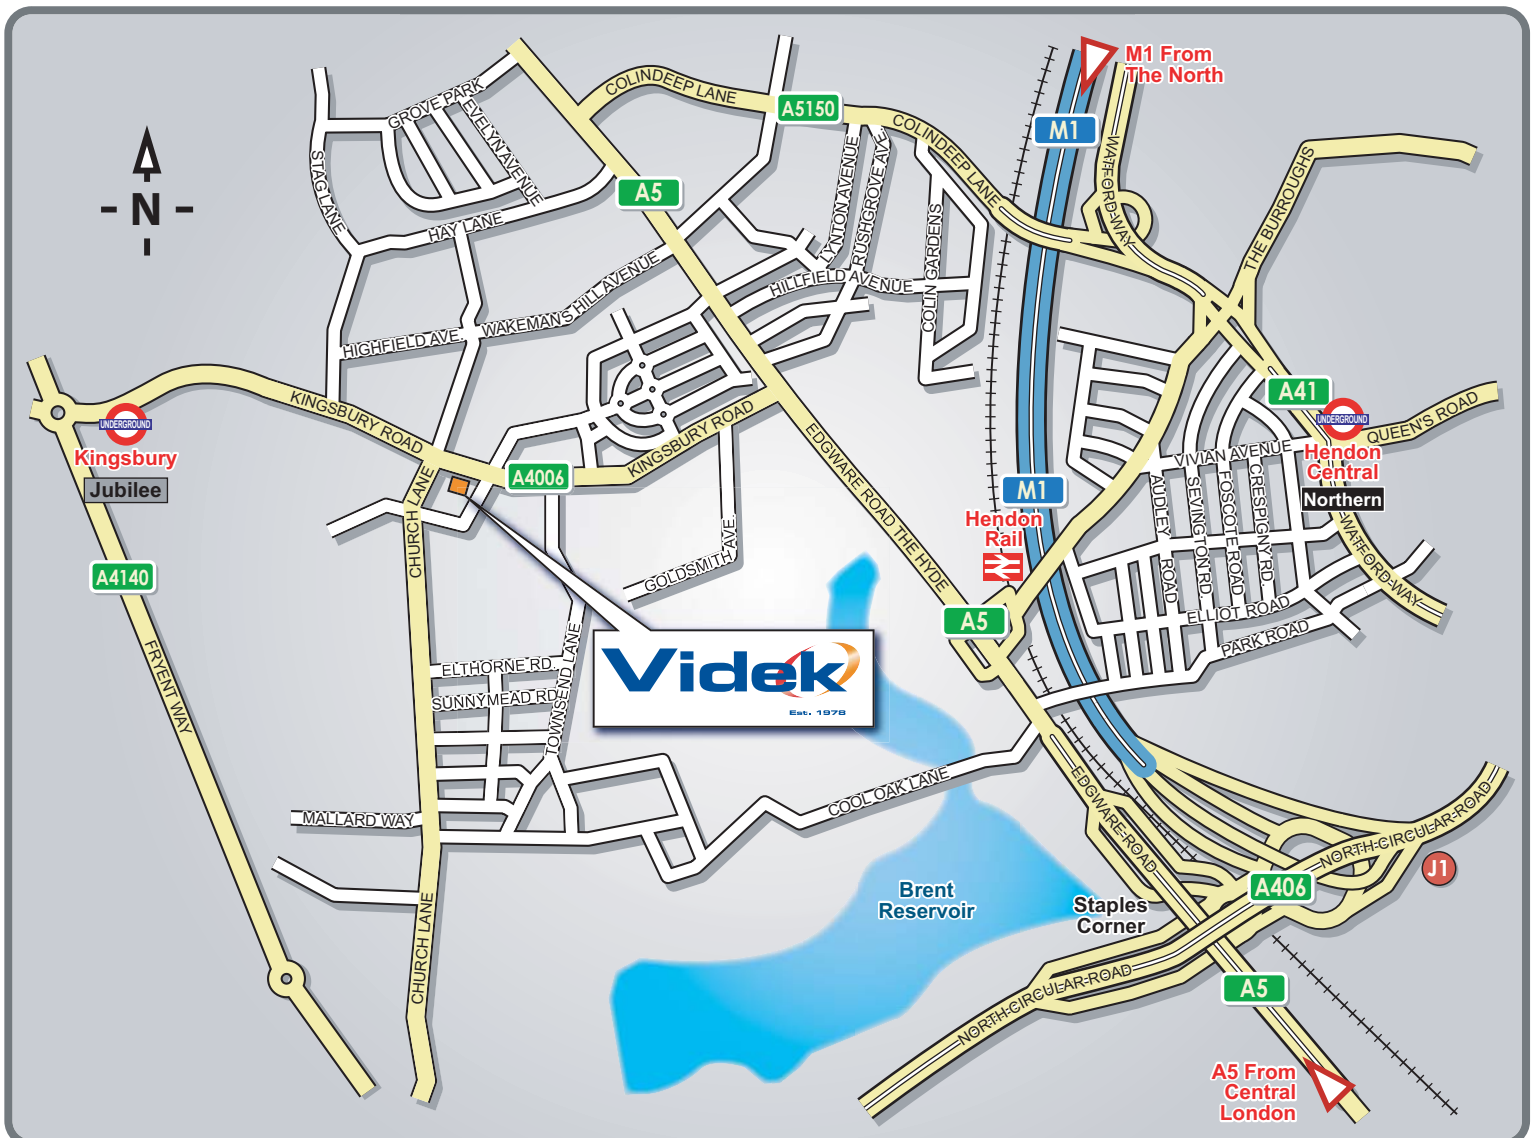 M1 From
The North
COLINDEEP LANE
A5150
GROVE PARK
EVELYN AVENUE
M1
COLINDEEP LANE
WATFORD-WAY
STAG LANE
A5
LYNTON AVENUE
RUSHGROVE AVE.
THE BURROUGHS
- N -
HAY LANE
COLIN GARDENS
WAKEMAN'S HILL AVENUE
HILLFIELD AVENUE
HIGHFIELD AVE.
KINGSBURY ROAD
A41
UNDERGROUND
Kingsbury
Jubilee
UNDERGROUND
Hendon
Central
Northern
QUEEN'S ROAD
KINGSBURY ROAD
A4006
EDGWARE ROAD THE HYDE
VIVIAN AVENUE
M1
Hendon
Rail
AUDLEY ROAD
SEVINGTON RD.
FOSCOTE ROAD
CRESPIGNY RD.
WATFORD-WAY
CHURCH LANE
A4140
GOLDSMITH AVE.
ELLIOT ROAD
PARK ROAD
A5
FRYENT WAY
ELTHORNE RD.
SUNNYMEAD RD.
TOWNSEND LANE
Videk
Est. 1978
MALLARD WAY
COOL OAK LANE
EDGWARE-ROAD
NORTH-CIRCULAR-ROAD
J1
A406
Brent
Reservoir
Staples
Corner
CHURCH LANE
NORTH-CIRCULAR-ROAD
A5
A5 From
Central
London